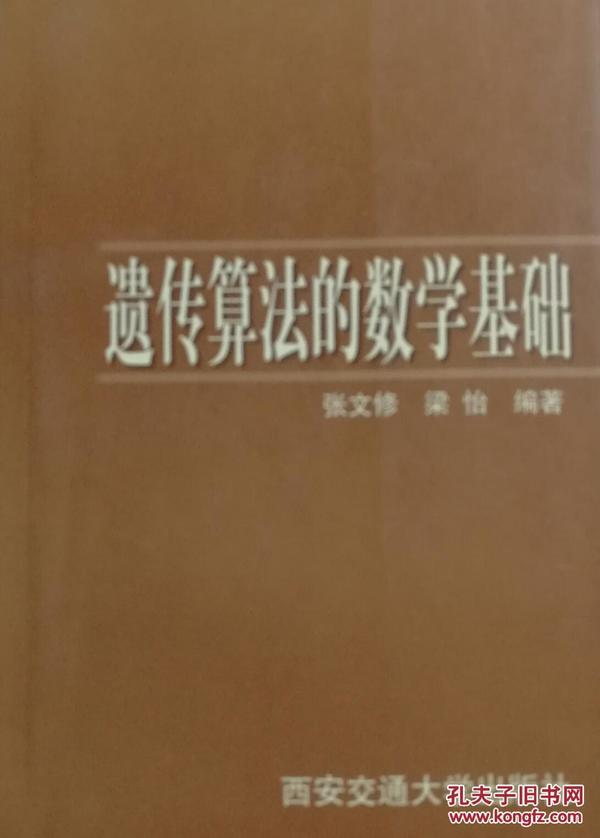 遗传算法的数学基础
张文修 梁怡 编著
西安交通大学出版社
孔夫子旧书网
www.kongfz.com